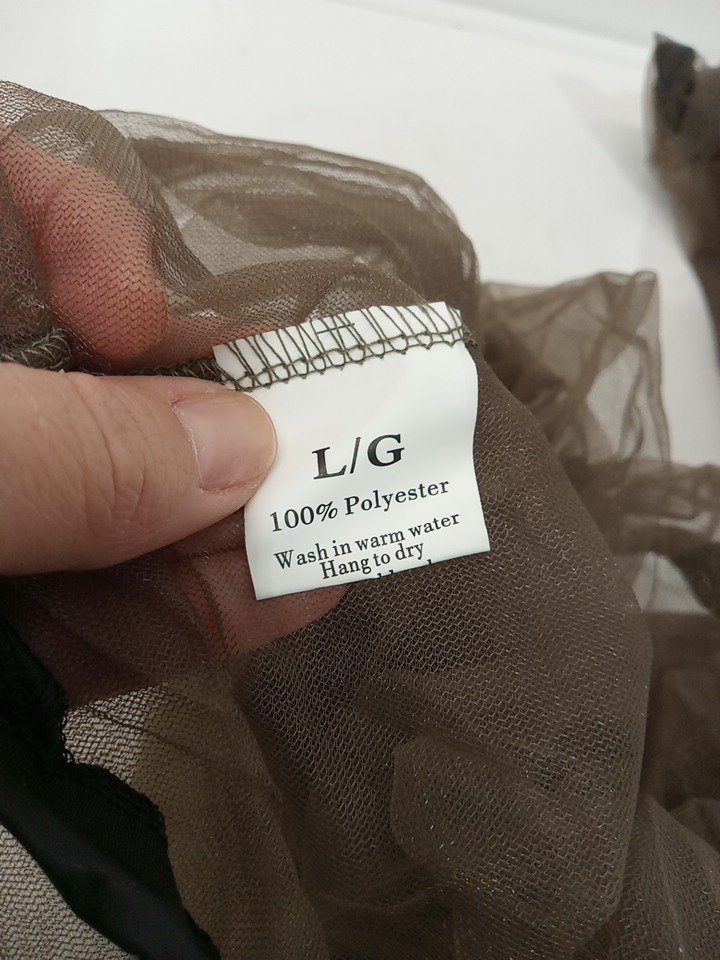 L/G
100% Polyester
Wash in warm water
Hang to dry